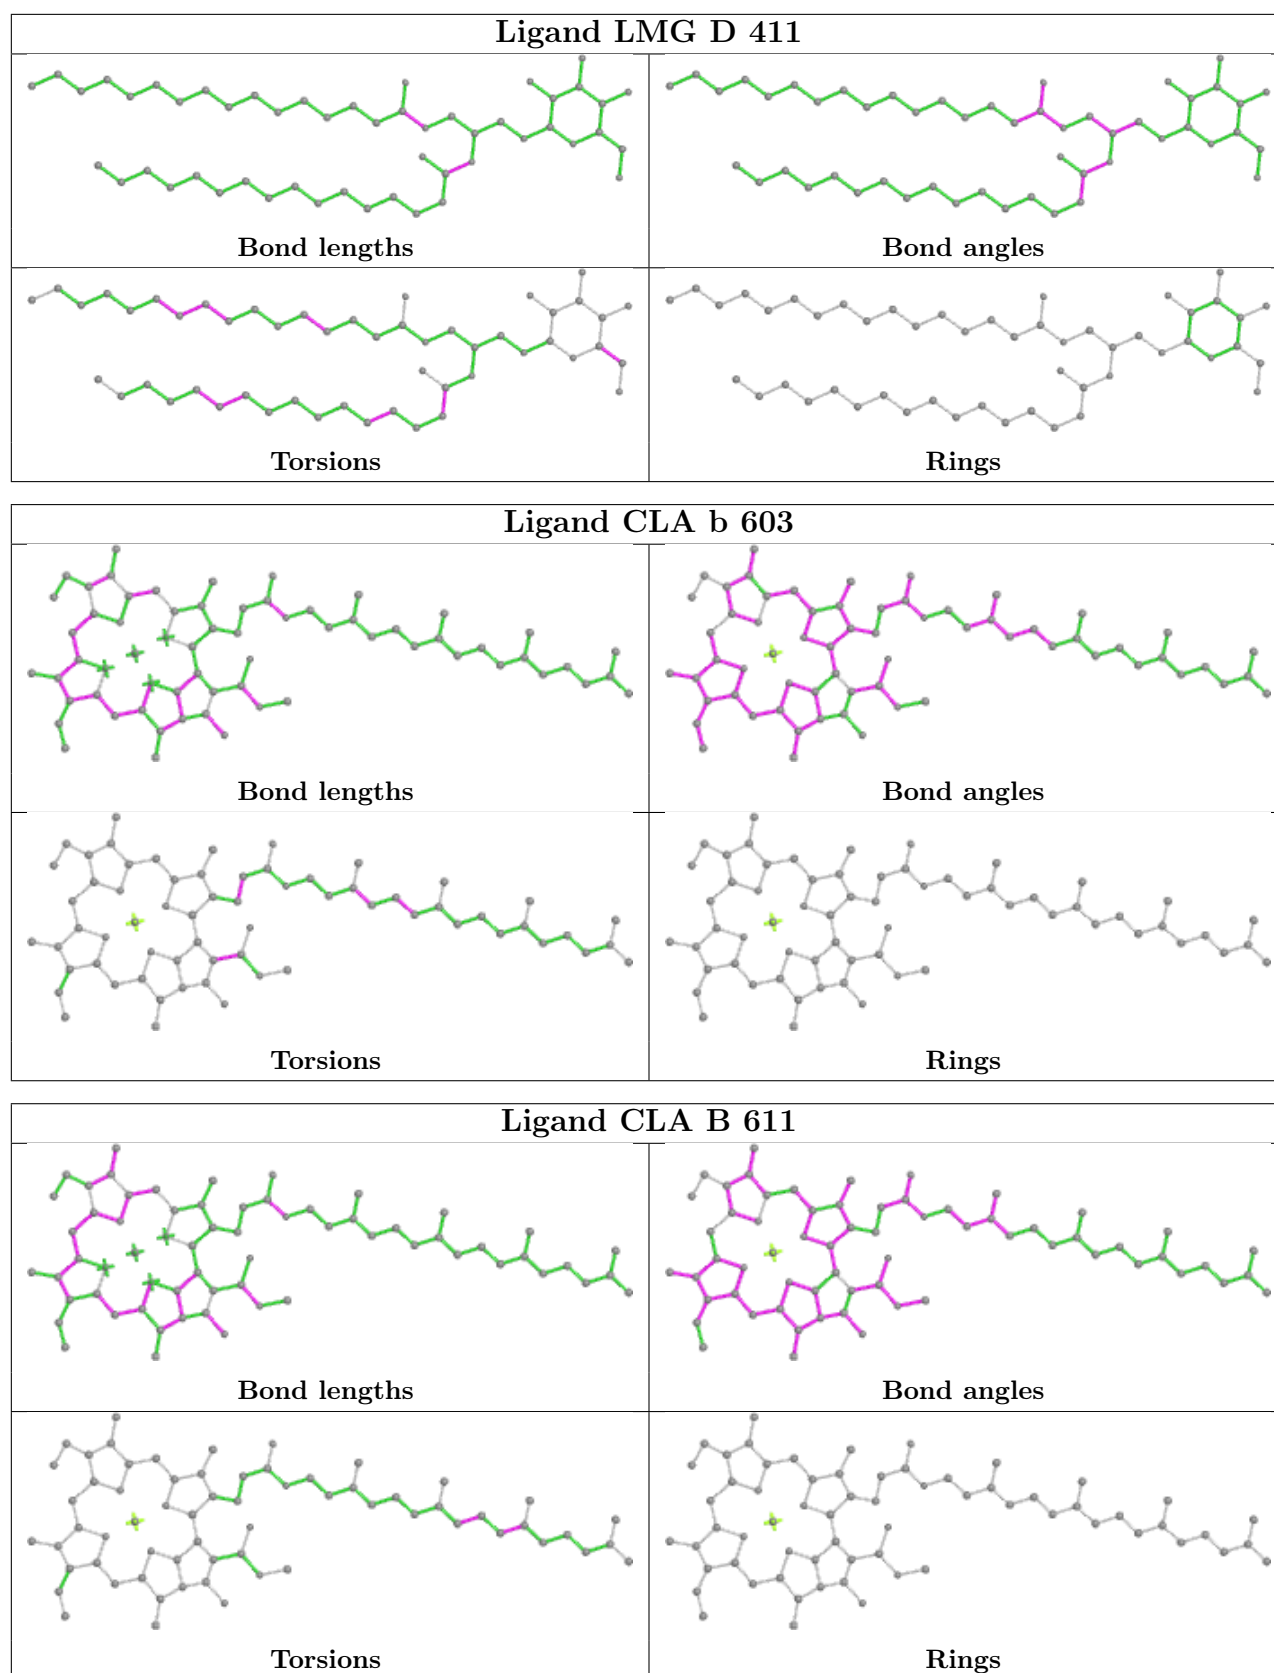 Ligand LMG D 411
Bond lengths
Bond angles
Torsions
Rings
Ligand CLA b 603
Bond lengths
Bond angles
Torsions
Rings
Ligand CLA B 611
Bond lengths
Bond angles
Torsions
Rings